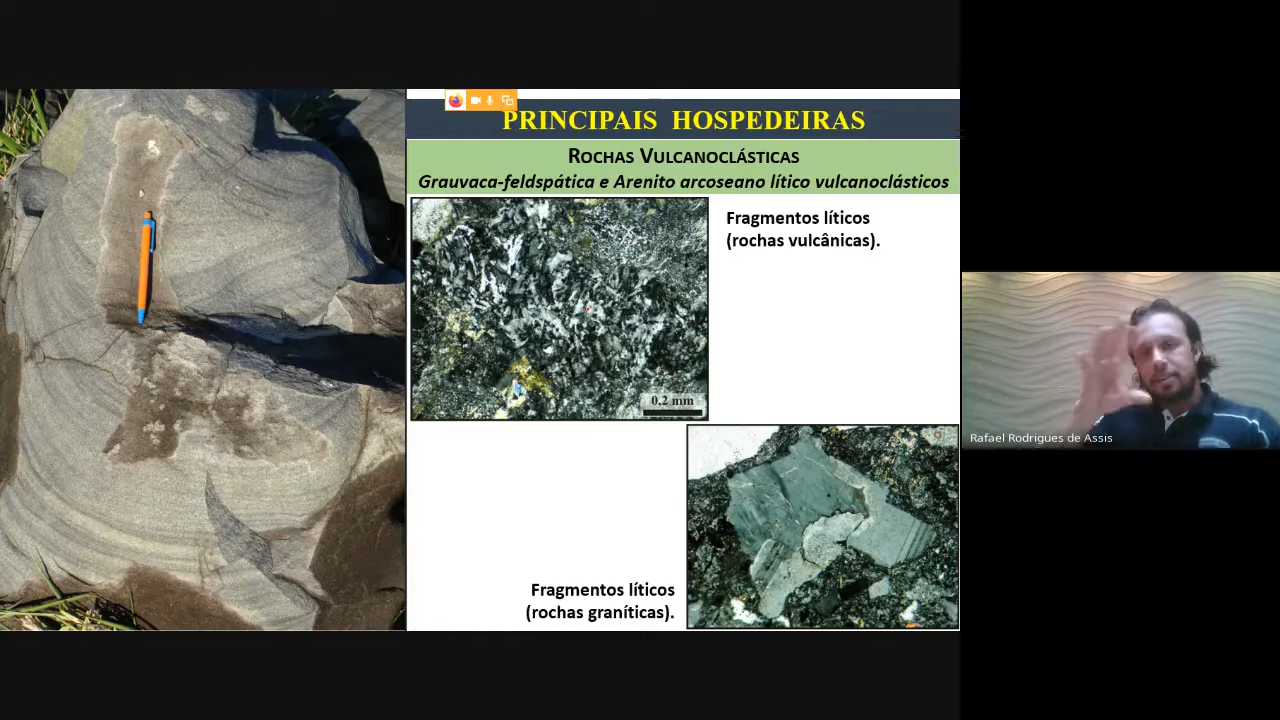 PRINCIPAIS HOSPEDEIRAS
ROCHAS VULCANOCLÁSTICAS
Grauvaca-feldspática e Arenito arcoseano lítico vulcanoclásticos
Fragmentos líticos
(rochas vulcânicas).
0,2 mm
Rafael Rodrigues de Assis
Fragmentos líticos
(rochas graníticas).